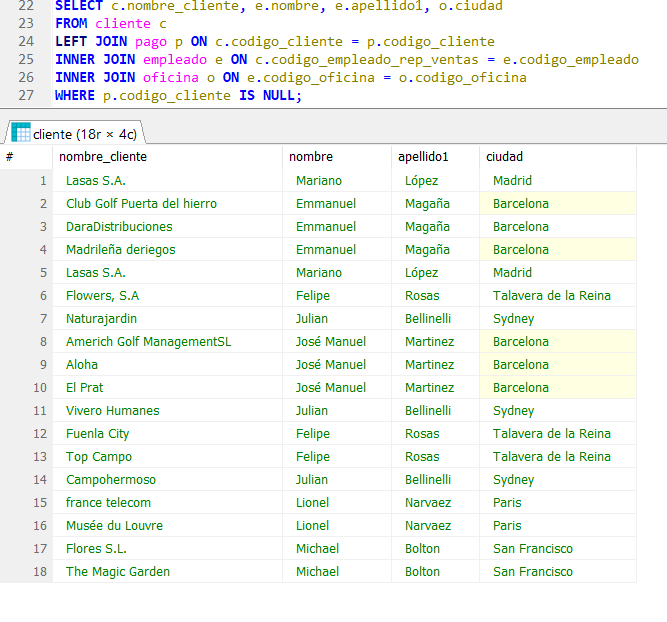 22 SELECT c.nombre_cliente, e.nombre, e.apellido1, o.ciudad
23 FROM cliente c
24 LEFT JOIN pago p ON c.codigo_cliente = p.codigo_cliente
25 INNER JOIN empleado e ON c.codigo_empleado_rep_ventas = e.codigo_empleado
26 INNER JOIN oficina o ON e.codigo_oficina = o.codigo_oficina
27 WHERE p.codigo_cliente IS NULL;
cliente (18r × 4c)
# nombre_cliente nombre apellido1 ciudad
1 Lasas S.A. Mariano López Madrid
2 Club Golf Puerta del hierro Emmanuel Magaña Barcelona
3 DaraDistribuciones Emmanuel Magaña Barcelona
4 Madrileña deriegos Emmanuel Magaña Barcelona
5 Lasas S.A. Mariano López Madrid
6 Flowers, S.A Felipe Rosas Talavera de la Reina
7 Naturajardin Julian Bellinelli Sydney
8 Americh Golf ManagementSL José Manuel Martinez Barcelona
9 Aloha José Manuel Martinez Barcelona
10 El Prat José Manuel Martinez Barcelona
11 Vivero Humanes Julian Bellinelli Sydney
12 Fuenla City Felipe Rosas Talavera de la Reina
13 Top Campo Felipe Rosas Talavera de la Reina
14 Campohermoso Julian Bellinelli Sydney
15 france telecom Lionel Narvaez Paris
16 Musée du Louvre Lionel Narvaez Paris
17 Flores S.L. Michael Bolton San Francisco
18 The Magic Garden Michael Bolton San Francisco